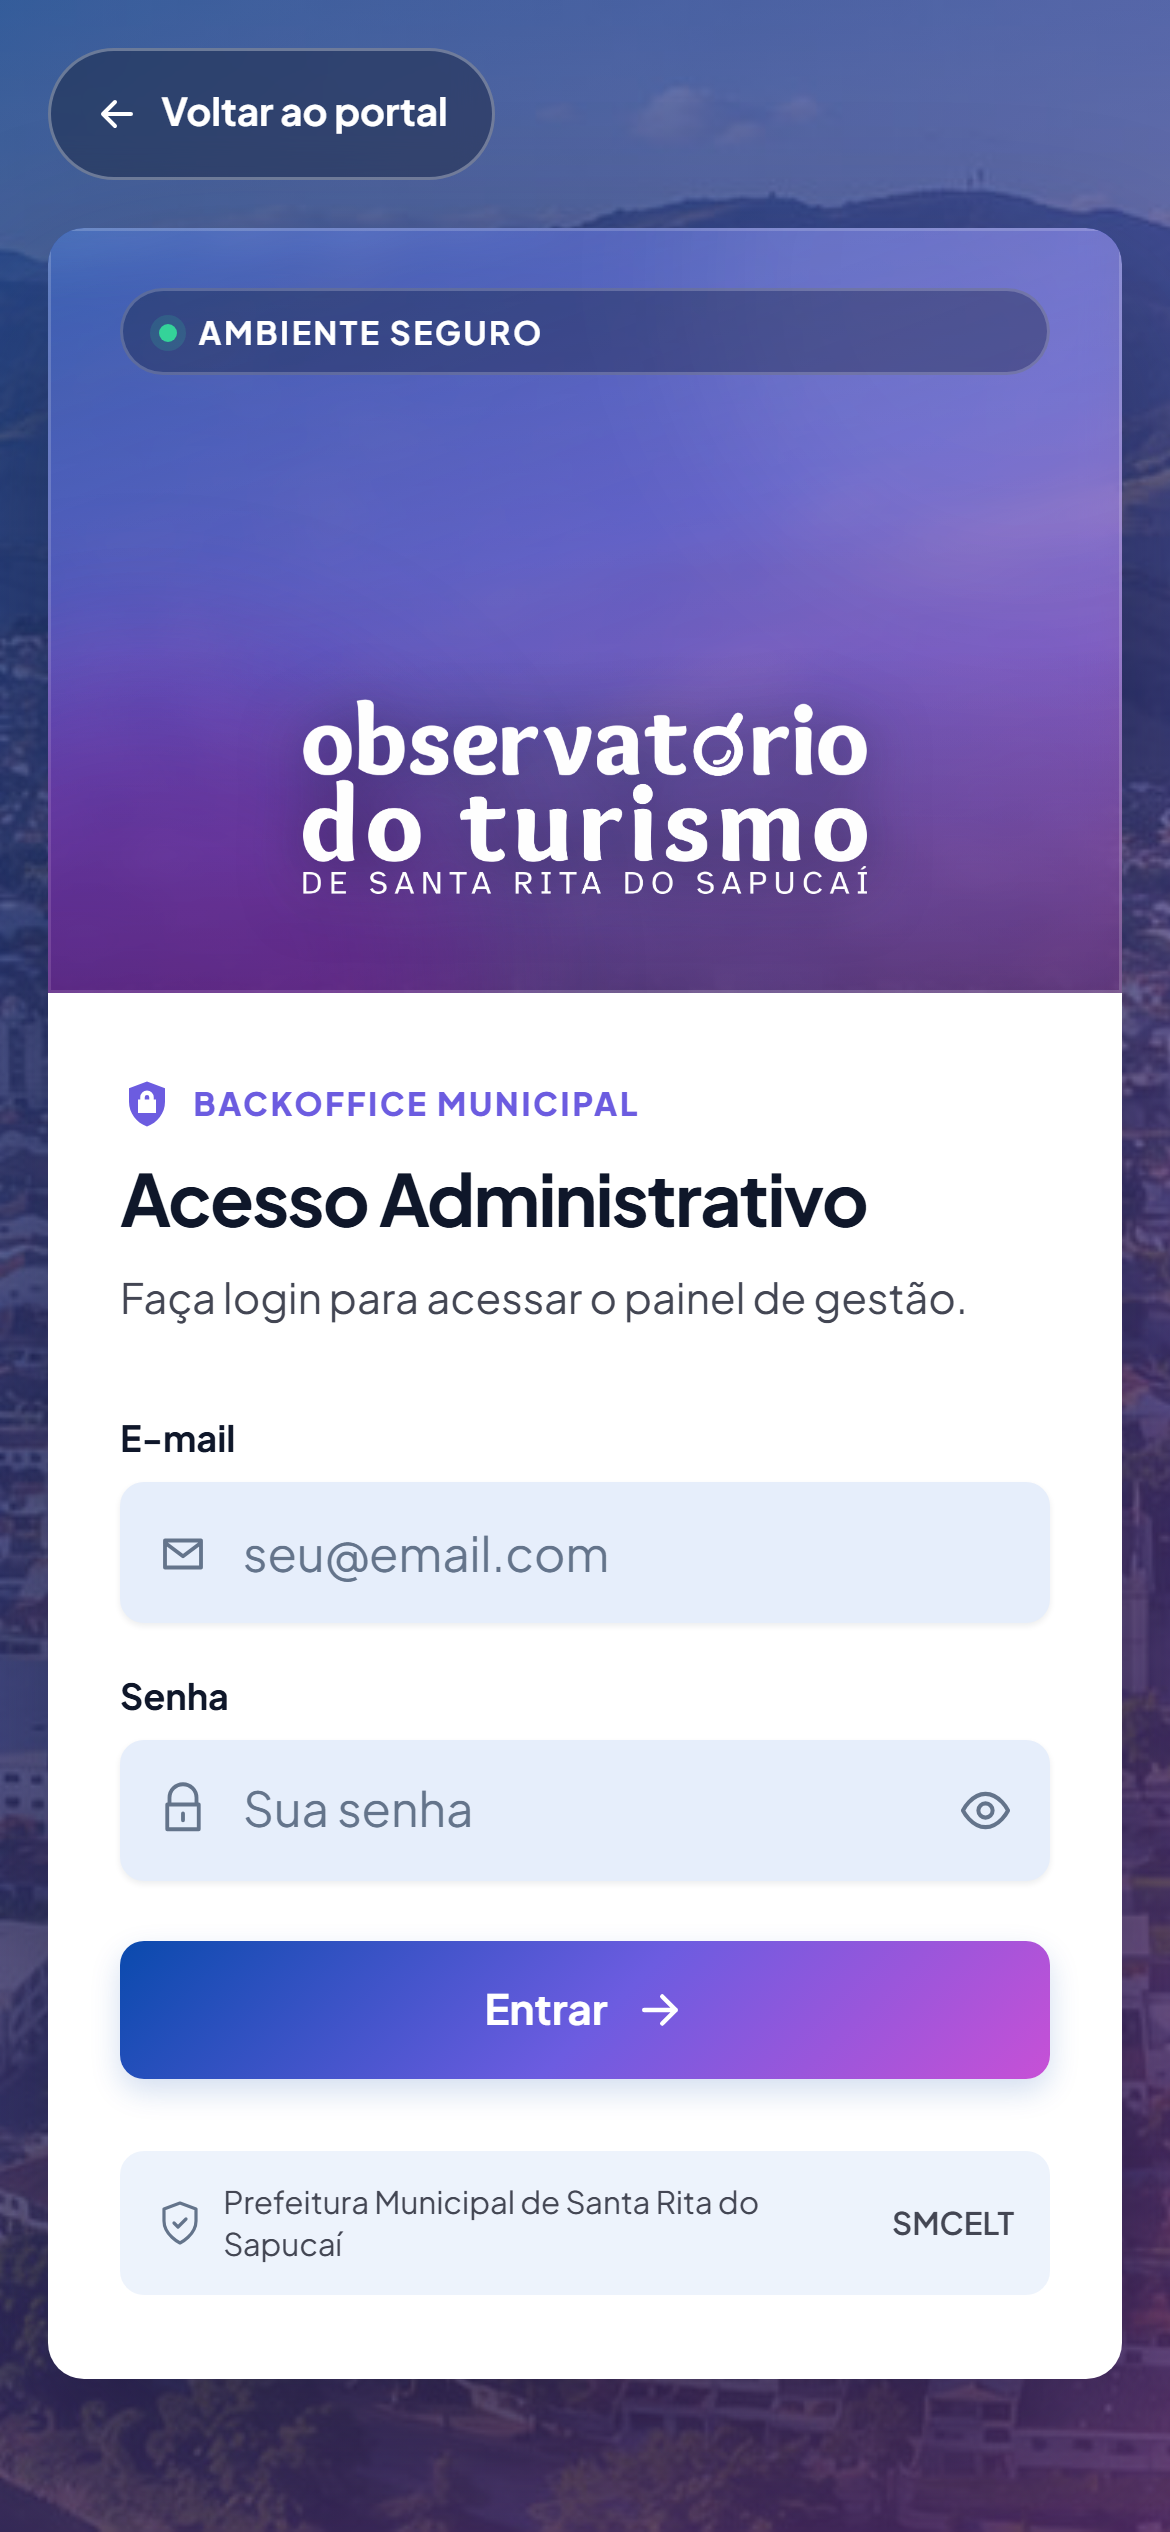 Voltar ao portal
AMBIENTE SEGURO
observatório
do turismo
DE SANTA RITA DO SAPUCAÍ
BACKOFFICE MUNICIPAL
Acesso Administrativo
Faça login para acessar o painel de gestão.
E-mail
seu@email.com
Senha
Sua senha
Entrar
Prefeitura Municipal de Santa Rita do
Sapucaí
SMCELT